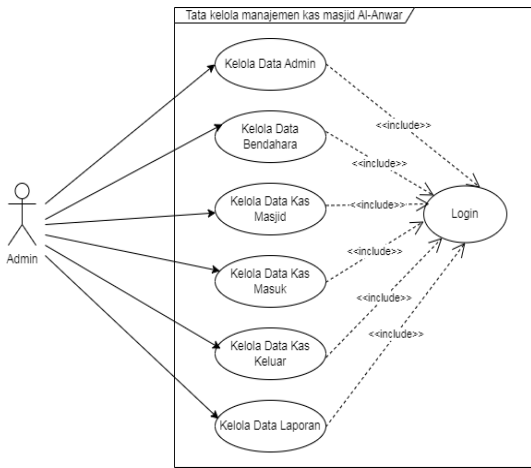 Tata kelola manajemen kas masjid Al-Anwar
Kelola Data Admin
<<include>>
Kelola Data
Bendahara
<<include>>
Kelola Data Kas
Masjid
<<include>>
Login
Admin
Kelola Data Kas
Masuk
<<include>>
Kelola Data Kas
Keluar
<<include>>
Kelola Data Laporan
<<include>>